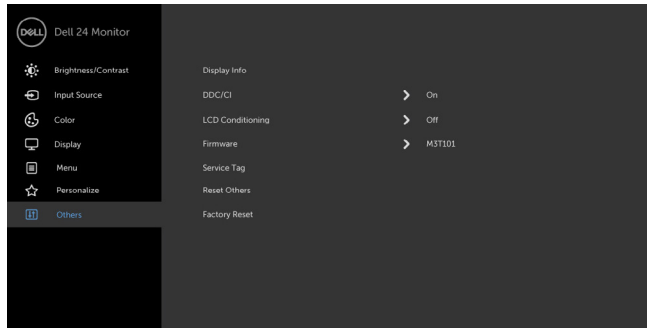 DELL Dell 24 Monitor
Brightness/Contrast Display Info
Input Source DDC/CI On
Color LCD Conditioning Off
Display Firmware M3T101
Menu Service Tag
Personalize Reset Others
Others Factory Reset